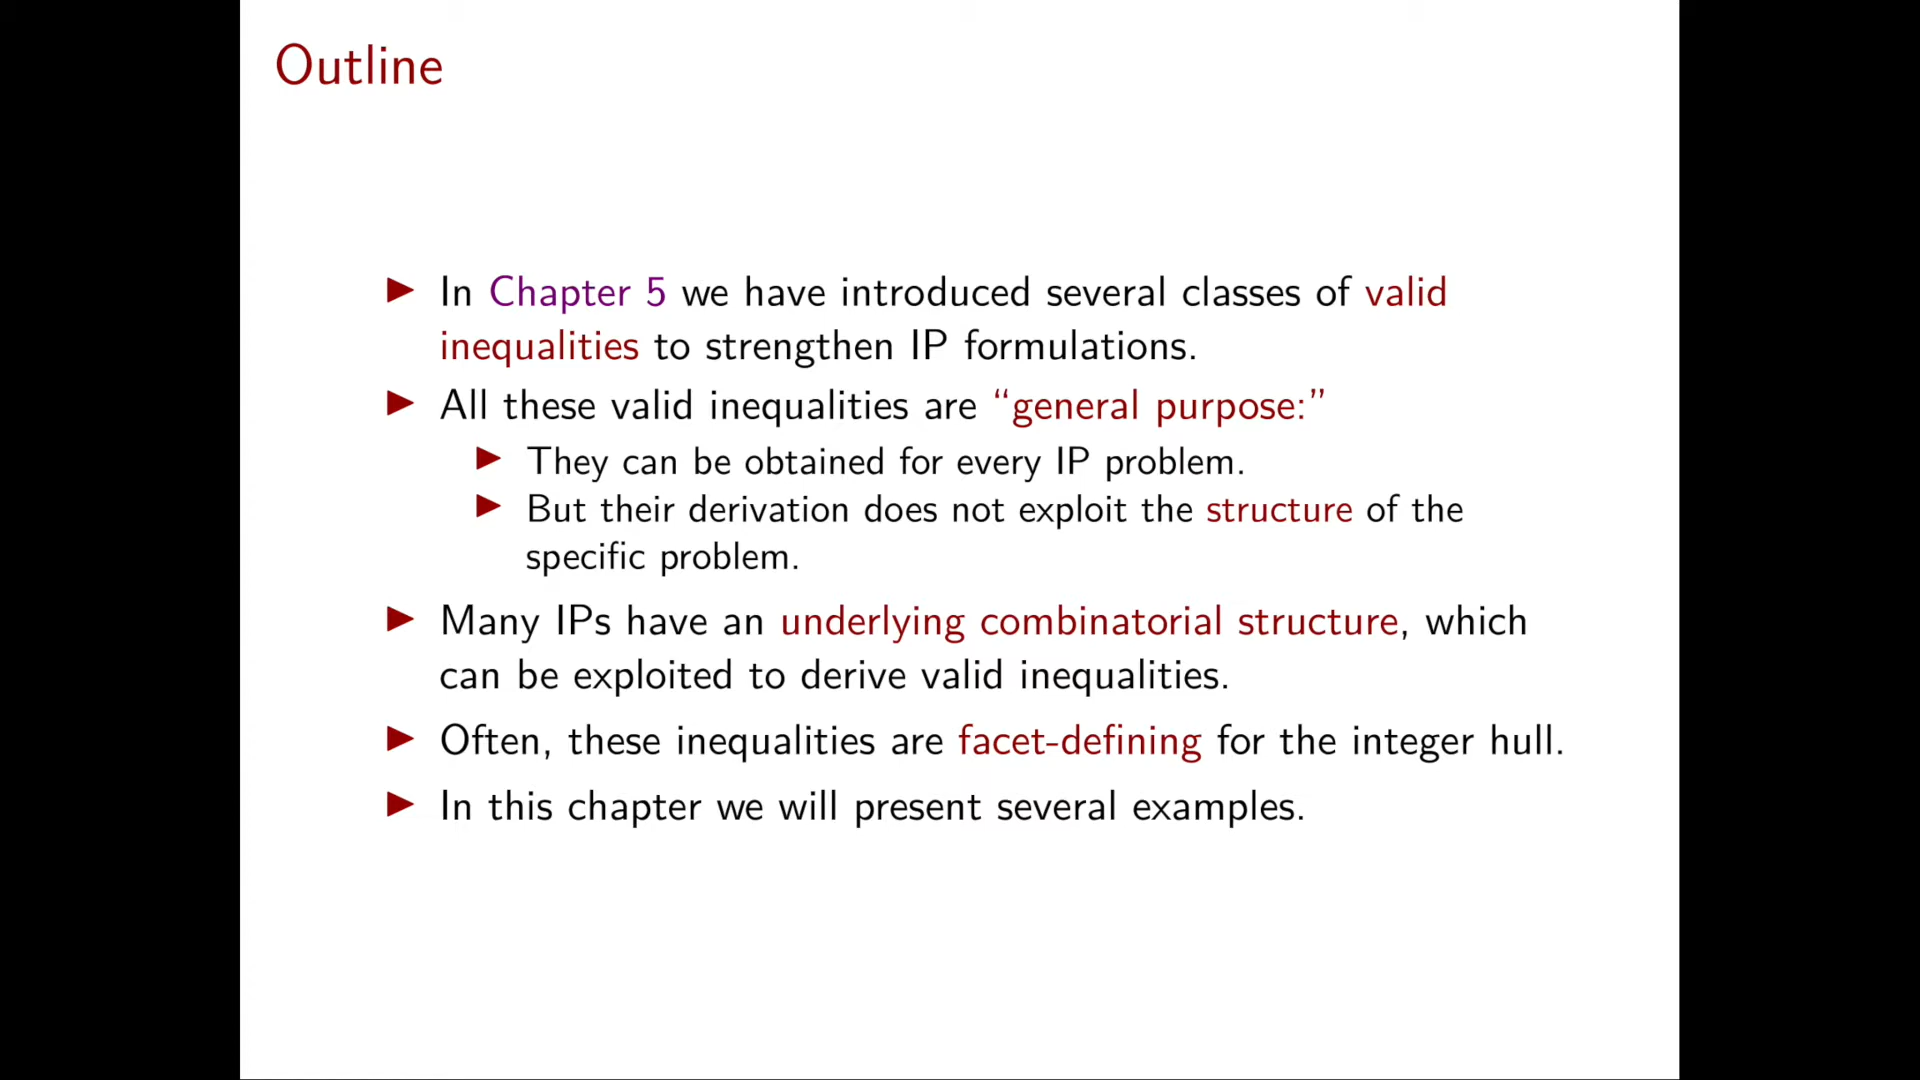 Outline
In Chapter 5 we have introduced several classes of valid
inequalities to strengthen IP formulations.
All these valid inequalities are “general purpose:”
They can be obtained for every IP problem.
But their derivation does not exploit the structure of the
specific problem.
Many IPs have an underlying combinatorial structure, which
can be exploited to derive valid inequalities.
Often, these inequalities are facet-defining for the integer hull.
In this chapter we will present several examples.